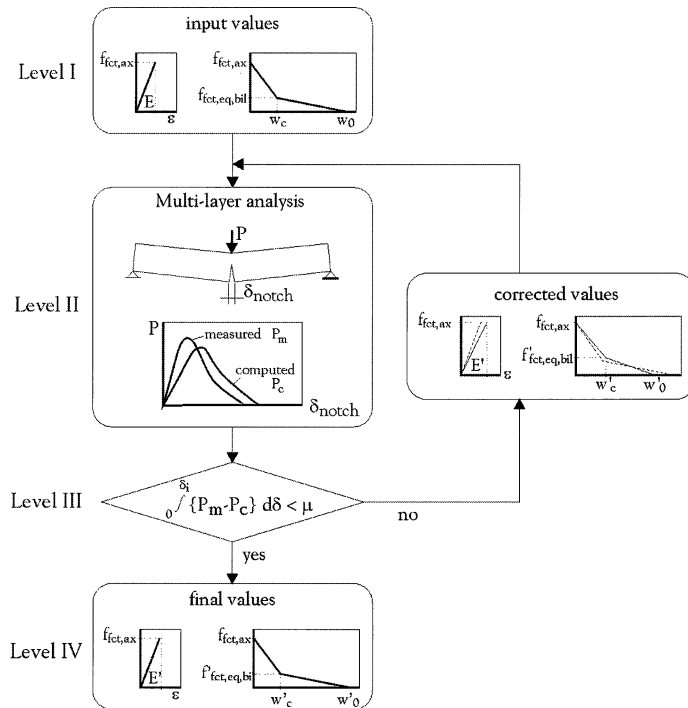 input values
Level I
f_fct,ax
E
ε
f_fct,ax
f_fct,eq,bil
w_c
w_0
Multi-layer analysis
P
δ_notch
Level II
P
measured P_m
computed P_c
δ_notch
corrected values
f_fct,ax
E'
ε
f_fct,ax
f'_fct,eq,bil
w'_c
w'_0
Level III
0∫δ_i {P_m-P_c} dδ < μ
no
yes
final values
Level IV
f_fct,ax
E'
ε
f_fct,ax
f'_fct,eq,bi
w'_c
w'_0